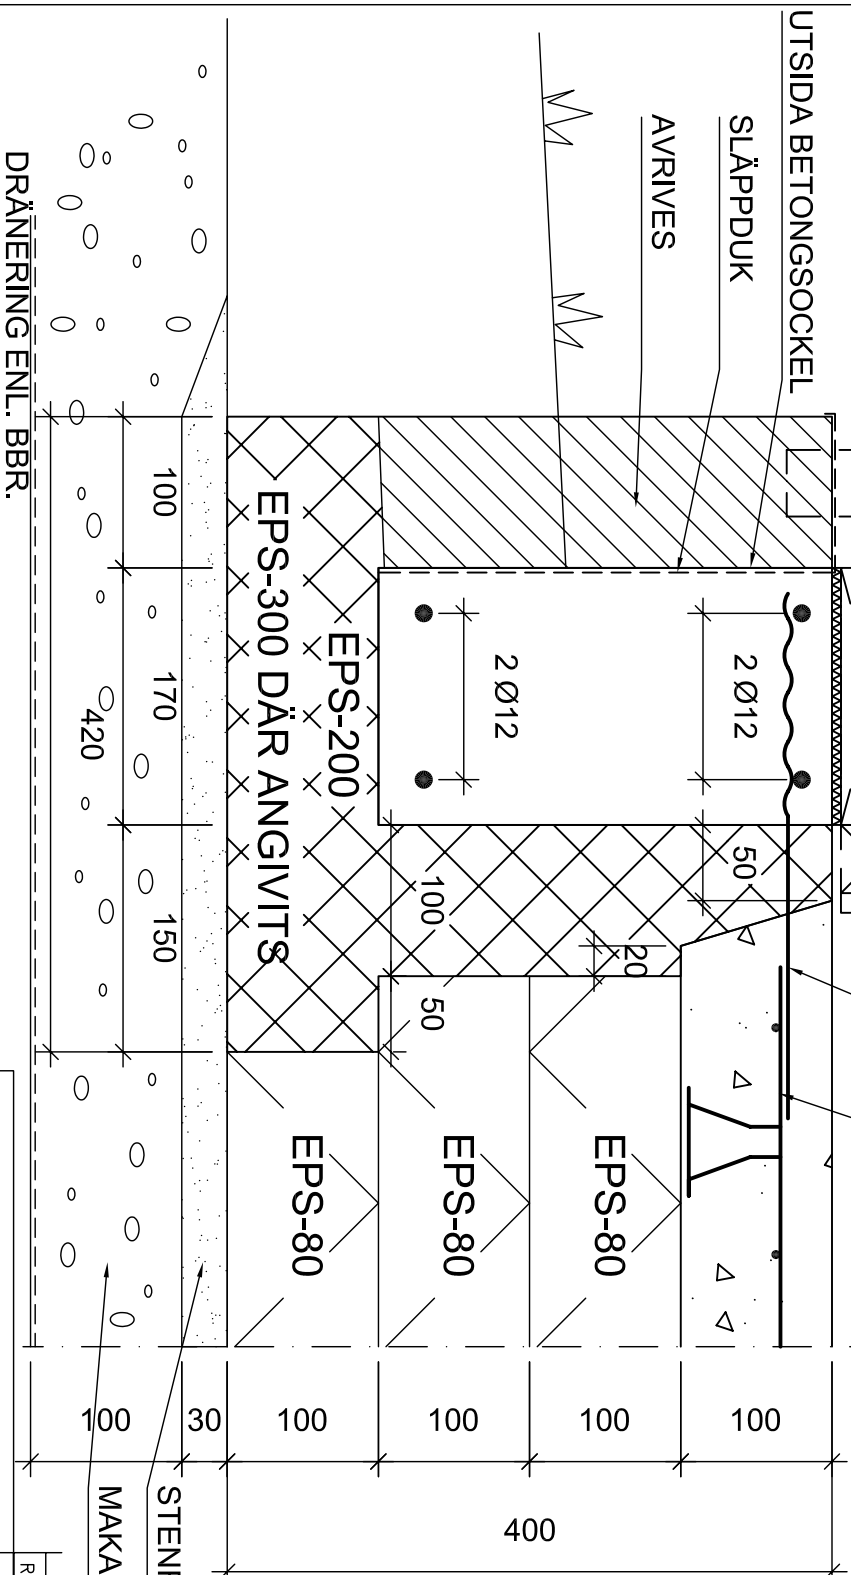 UTSIDA BETONGSOCKEL
SLÄPPDUK
AVRIVES
2 Ø12
2 Ø12
50
100
20
50
EPS-200
EPS-300 DÄR ANGIVITS
EPS-80
EPS-80
EPS-80
100
170
150
420
DRÄNERING ENL. BBR.
100
30
100
100
100
100
400
R